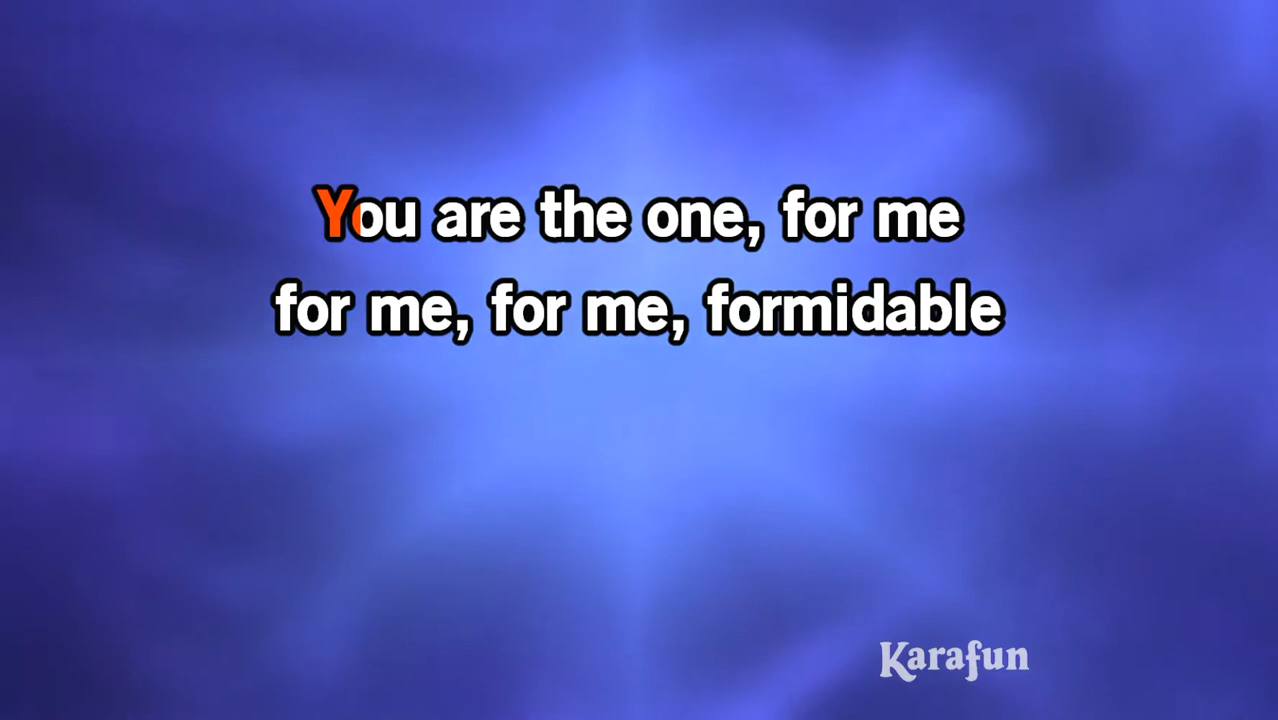 You are the one, for me
for me, for me, formidable
Karafun